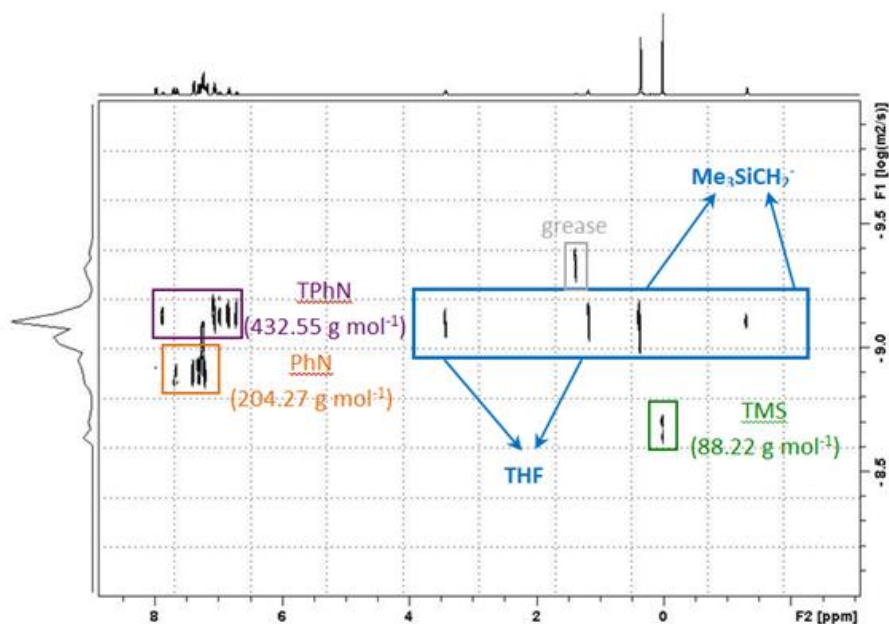 Me₃SiCH₂⁻
grease
TPhN
(432.55 g mol⁻¹)
PhN
(204.27 g mol⁻¹)
TMS
(88.22 g mol⁻¹)
THF
F1 [log(m2/s)]
-9.5
-9.0
-8.5
8 6 4 2 0 F2 [ppm]